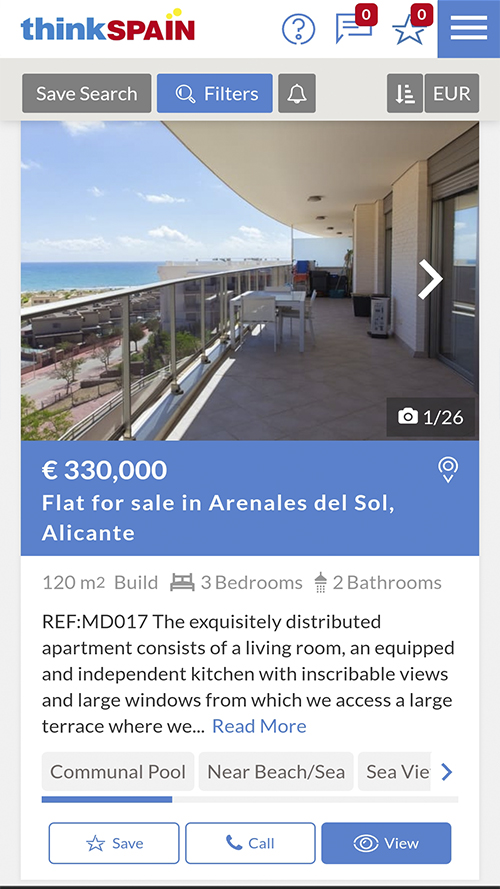 thinkSPAIN
0
0
Save Search
Filters
EUR
1/26
€ 330,000
Flat for sale in Arenales del Sol,
Alicante
120 m2 Build 3 Bedrooms 2 Bathrooms
REF:MD017 The exquisitely distributed
apartment consists of a living room, an equipped
and independent kitchen with inscribable views
and large windows from which we access a large
terrace where we... Read More
Communal Pool
Near Beach/Sea
Sea Vie
Save
Call
View